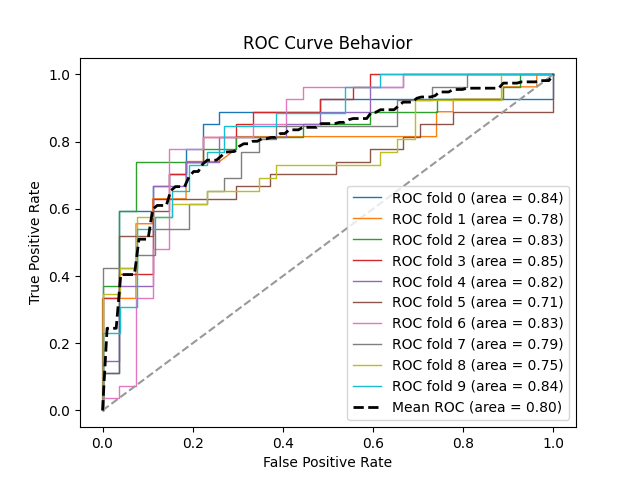 ROC Curve Behavior
True Positive Rate
1.0
0.8
0.6
0.4
0.2
0.0
ROC fold 0 (area = 0.84)
ROC fold 1 (area = 0.78)
ROC fold 2 (area = 0.83)
ROC fold 3 (area = 0.85)
ROC fold 4 (area = 0.82)
ROC fold 5 (area = 0.71)
ROC fold 6 (area = 0.83)
ROC fold 7 (area = 0.79)
ROC fold 8 (area = 0.75)
ROC fold 9 (area = 0.84)
Mean ROC (area = 0.80)
0.0 0.2 0.4 0.6 0.8 1.0
False Positive Rate